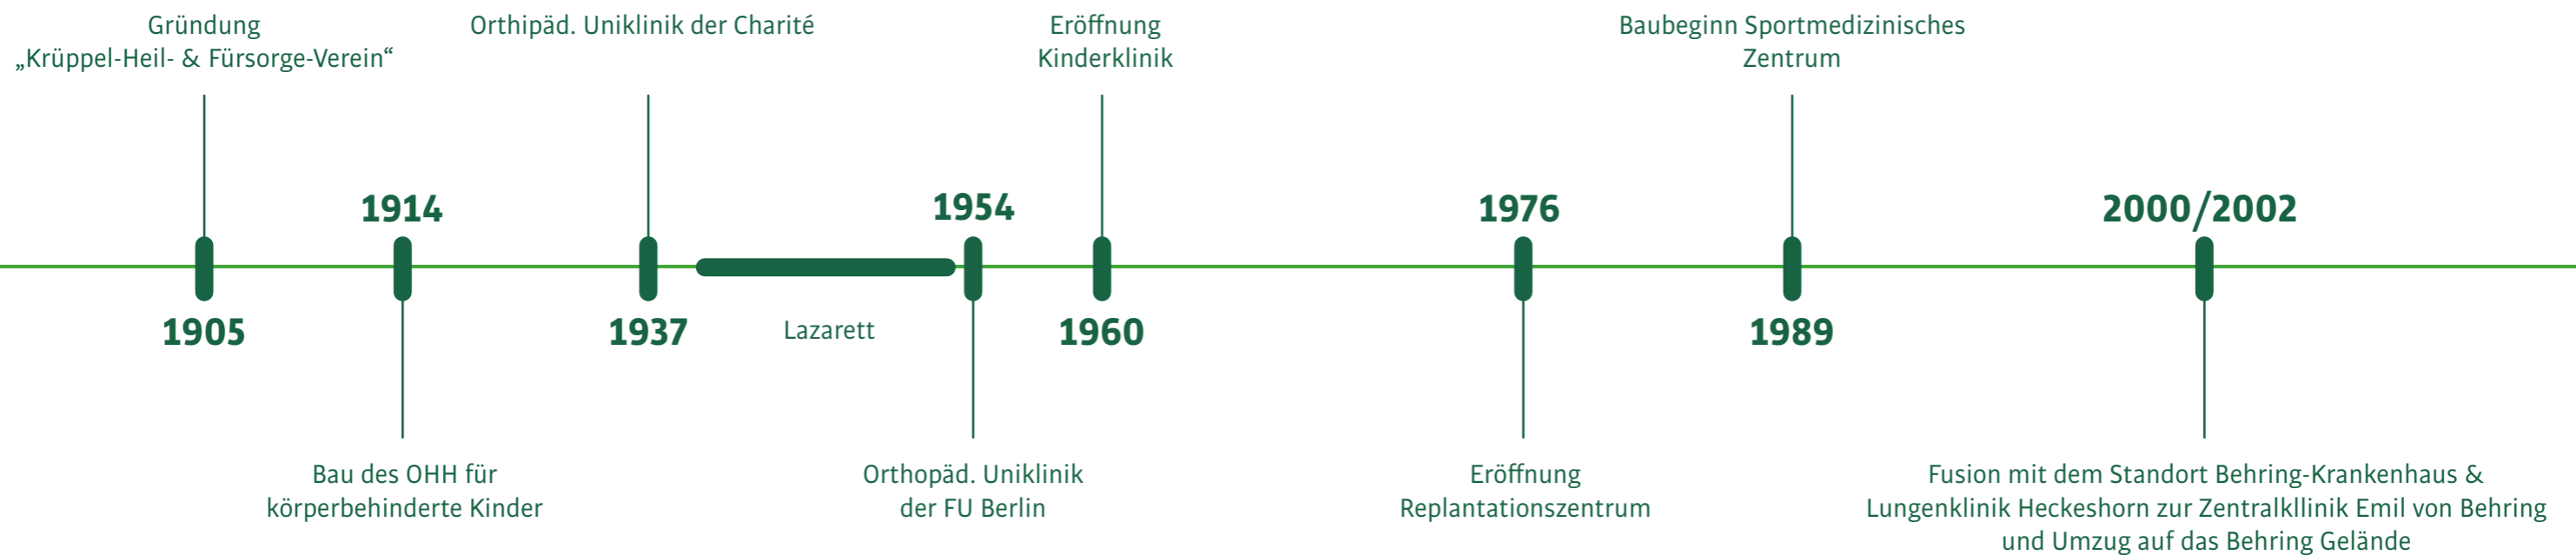 Gründung
„Krüppel-Heil- & Fürsorge-Verein“
1905
1914
Bau des OHH für
körperbehinderte Kinder
Orthipäd. Uniklinik der Charité
1937
Lazarett
1954
Orthopäd. Uniklinik
der FU Berlin
Eröffnung
Kinderklinik
1960
1976
Eröffnung
Replantationszentrum
Baubeginn Sportmedizinisches
Zentrum
1989
2000/2002
Fusion mit dem Standort Behring-Krankenhaus &
Lungenklinik Heckeshorn zur Zentralkllinik Emil von Behring
und Umzug auf das Behring Gelände